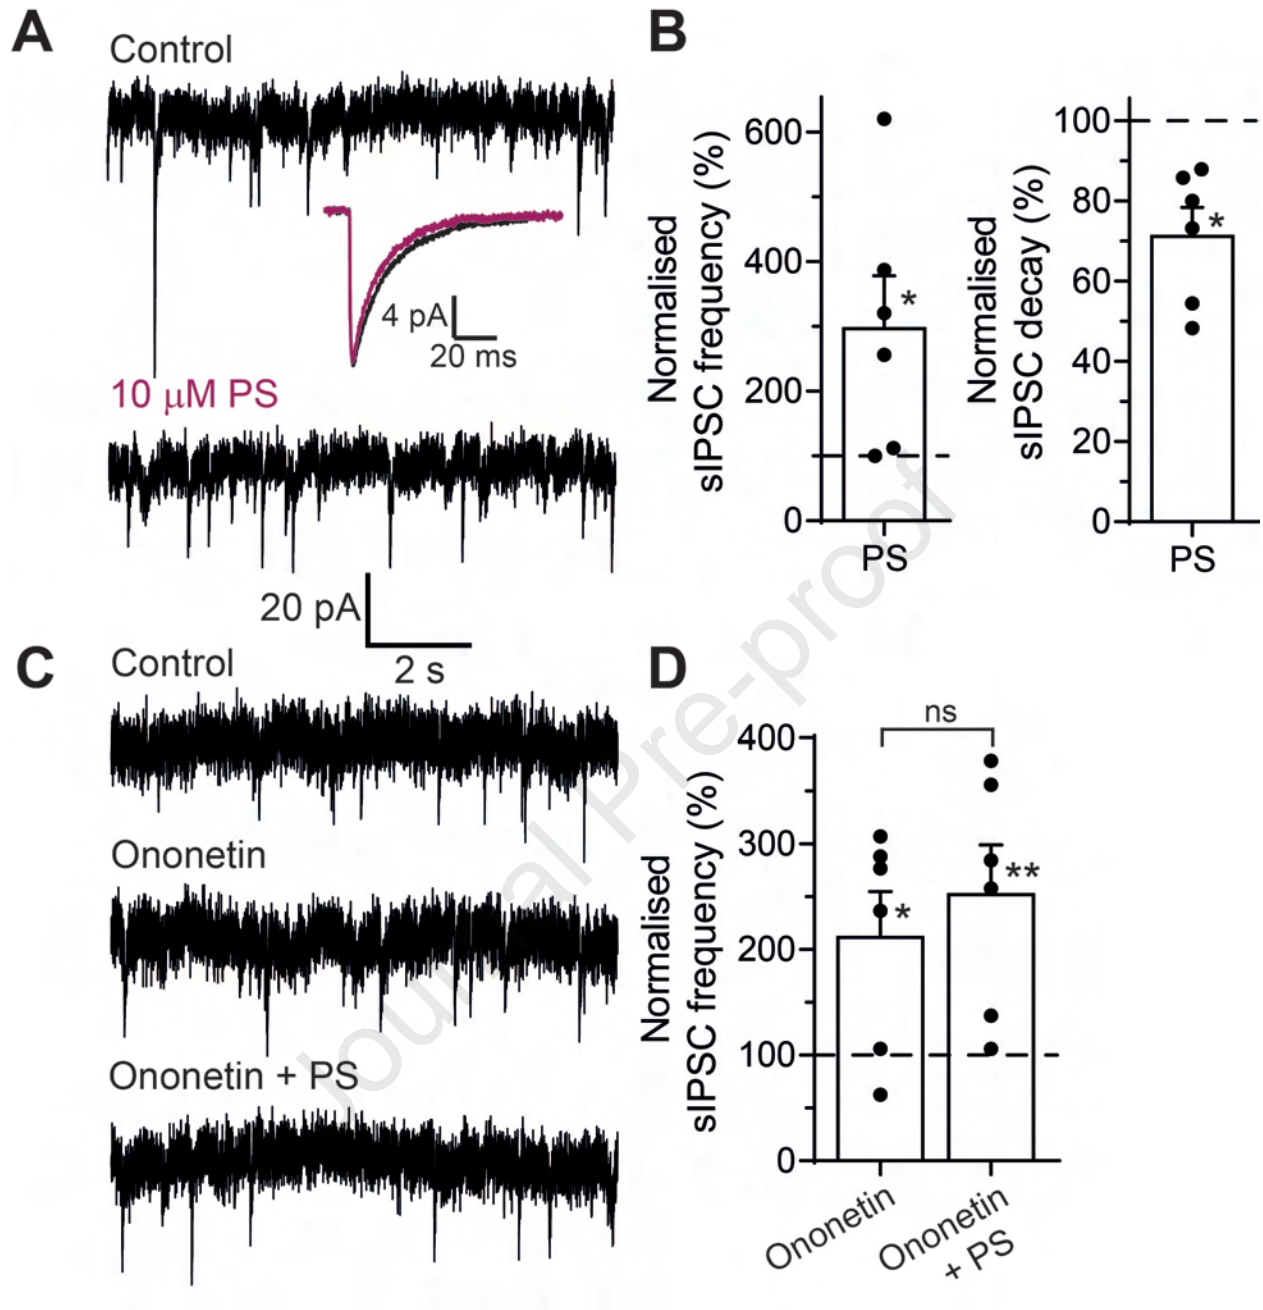 A
Control
4 pA
20 ms
10 μM PS
20 pA
2 s
B
Normalised
sIPSC frequency (%)
600
400
200
0
PS
*
Normalised
sIPSC decay (%)
100
80
60
40
20
0
PS
*
C
Control
Ononetin
Ononetin + PS
D
Normalised
sIPSC frequency (%)
400
300
200
100
0
ns
*
**
Ononetin
Ononetin
+ PS
Journal Pre-proof